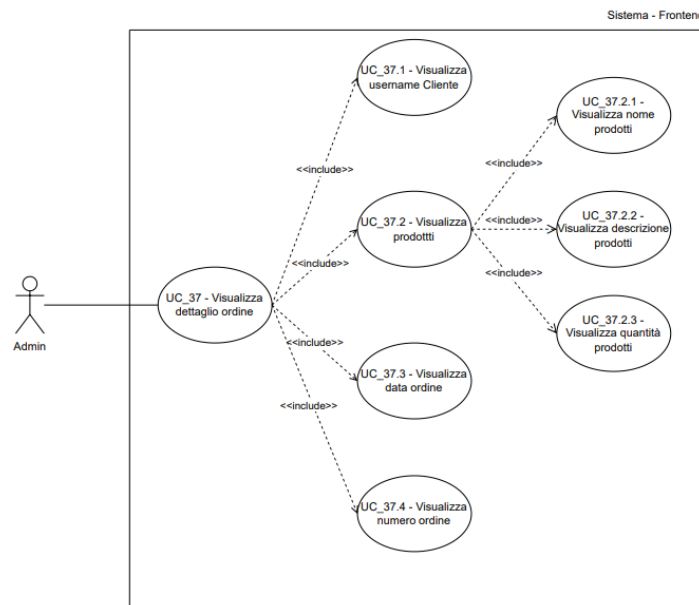 Sistema - Frontend
UC_37.1 - Visualizza
username Cliente
UC_37.2.1 -
Visualizza nome
prodotti
<<include>>
<<include>>
UC_37.2 - Visualizza
prodottti
<<include>>
UC_37.2.2 -
Visualizza descrizione
prodotti
<<include>>
<<include>>
UC_37 - Visualizza
dettaglio ordine
Admin
UC_37.2.3 -
Visualizza quantità
prodotti
<<include>>
UC_37.3 - Visualizza
data ordine
<<include>>
UC_37.4 - Visualizza
numero ordine